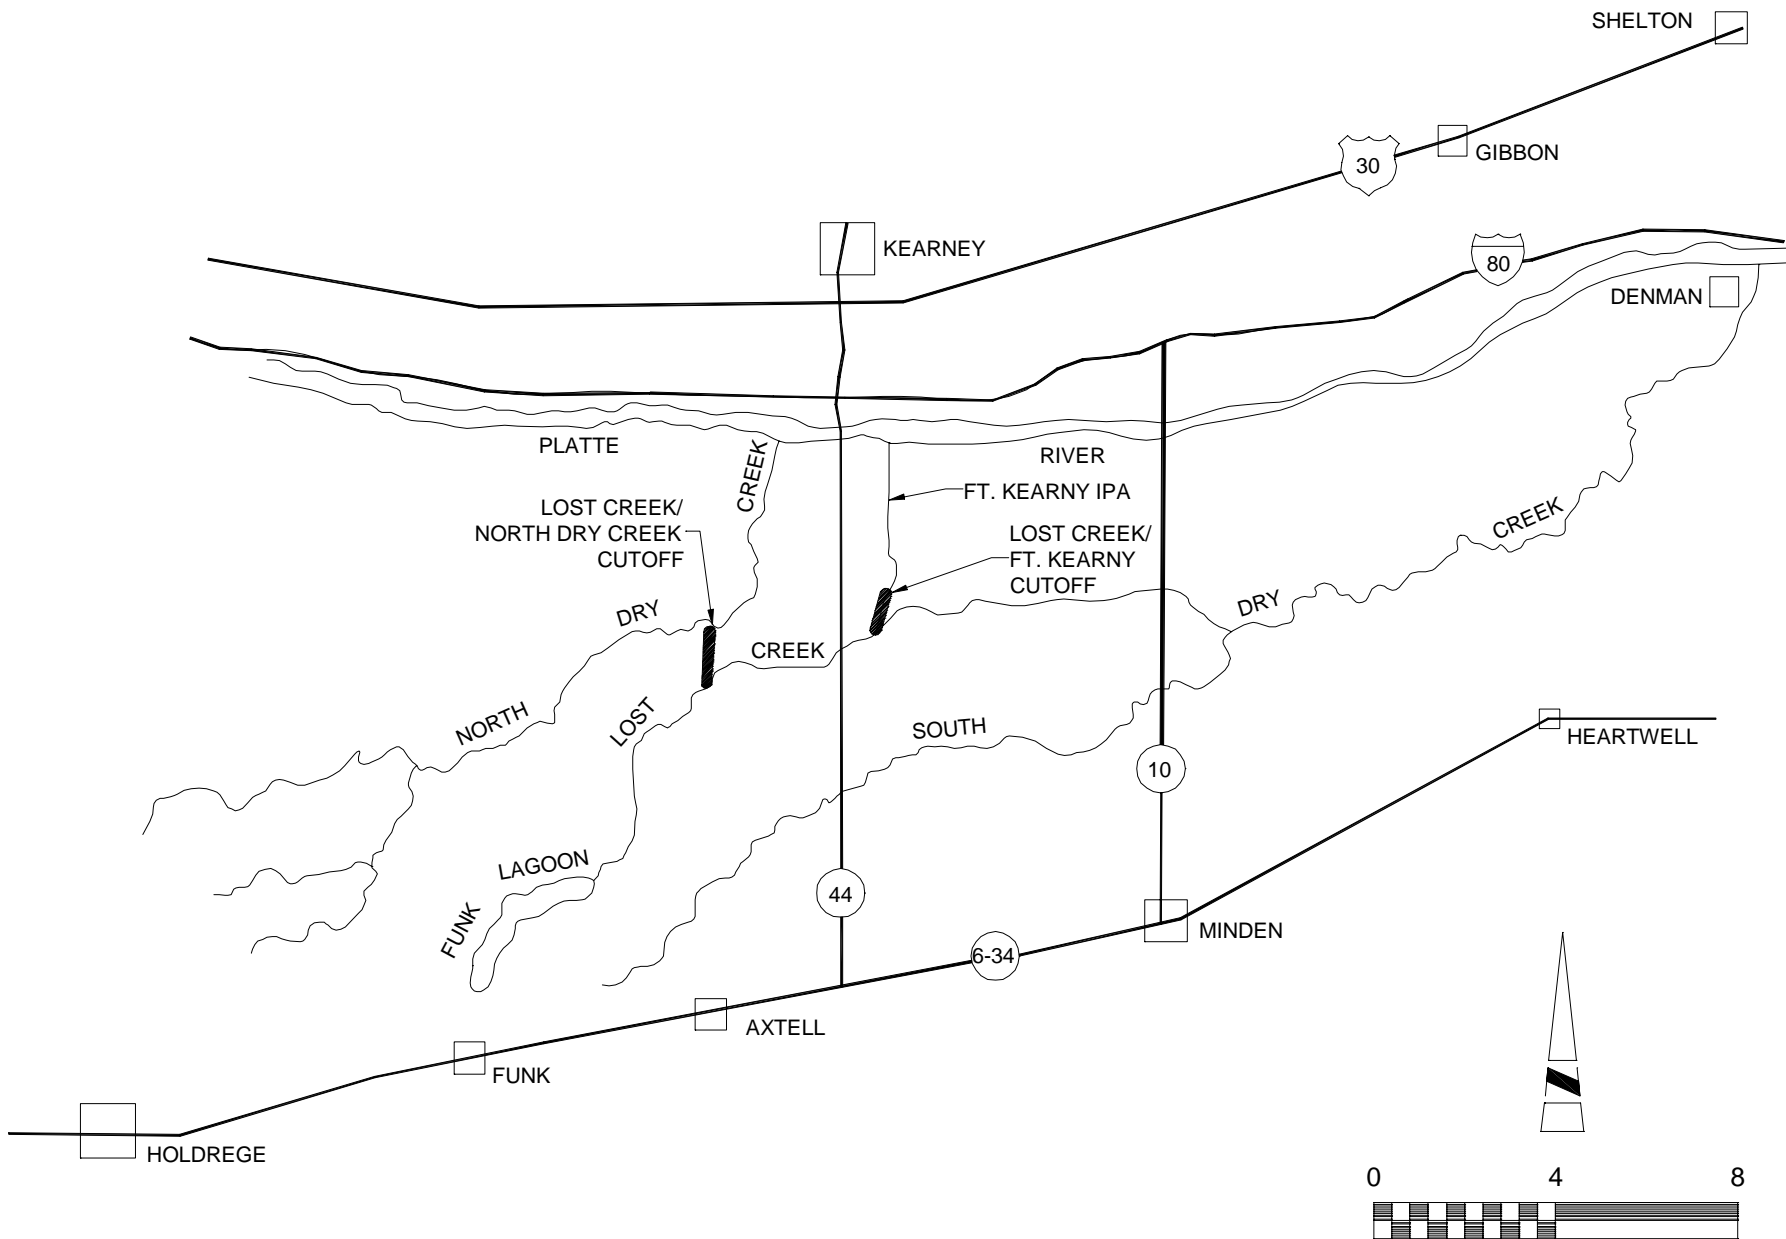 SHELTON
30
GIBBON
KEARNEY
80
DENMAN
PLATTE
RIVER
CREEK
FT. KEARNY IPA
LOST CREEK/
NORTH DRY CREEK
CUTOFF
LOST CREEK/
FT. KEARNY
CUTOFF
CREEK
DRY
DRY
CREEK
NORTH
LOST
SOUTH
HEARTWELL
10
LAGOON
FUNK
44
MINDEN
6-34
AXTELL
FUNK
HOLDREGE
0 4 8